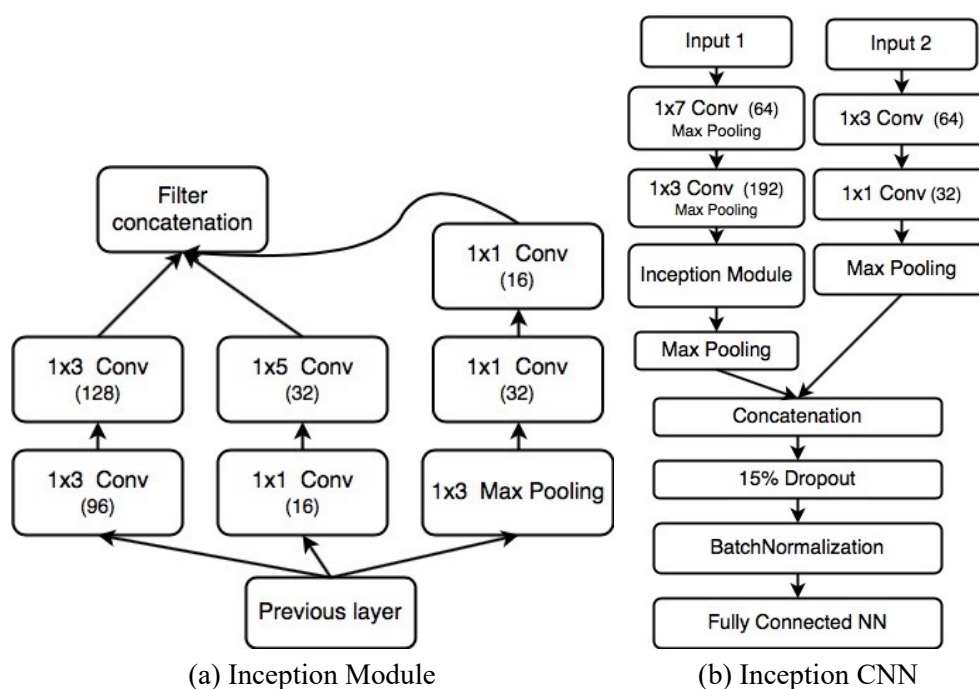 Filter
concatenation
1x1 Conv
(16)
1x3 Conv
(128)
1x5 Conv
(32)
1x1 Conv
(32)
1x3 Conv
(96)
1x1 Conv
(16)
1x3 Max Pooling
Previous layer
(a) Inception Module
Input 1
Input 2
1x7 Conv (64)
Max Pooling
1x3 Conv (64)
1x3 Conv (192)
Max Pooling
1x1 Conv (32)
Inception Module
Max Pooling
Max Pooling
Concatenation
15% Dropout
BatchNormalization
Fully Connected NN
(b) Inception CNN